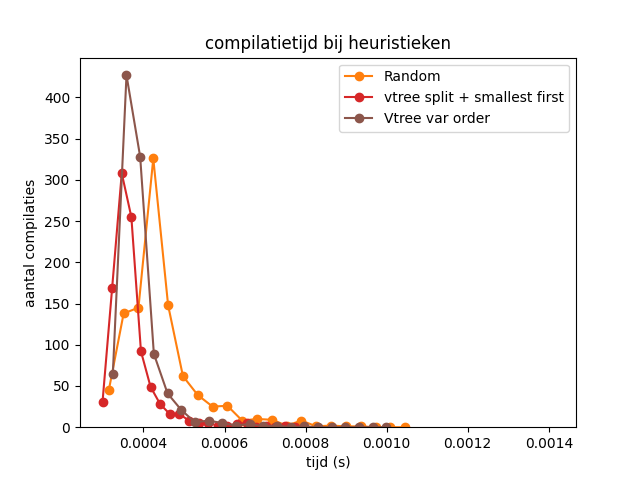 compilatietijd bij heuristieken
Random
vtree split + smallest first
Vtree var order
aantal compilaties
400
350
300
250
200
150
100
50
0
0.0004 0.0006 0.0008 0.0010 0.0012 0.0014
tijd (s)